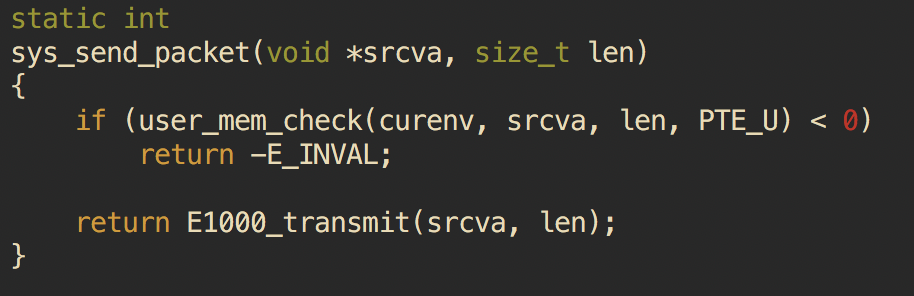 static int
sys_send_packet(void *srcva, size_t len)
{
    if (user_mem_check(curenv, srcva, len, PTE_U) < 0)
        return -E_INVAL;

    return E1000_transmit(srcva, len);
}